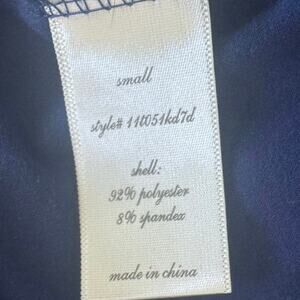 small
style# 11t051kd7d
shell:
92% polyester
8% spandex
made in china